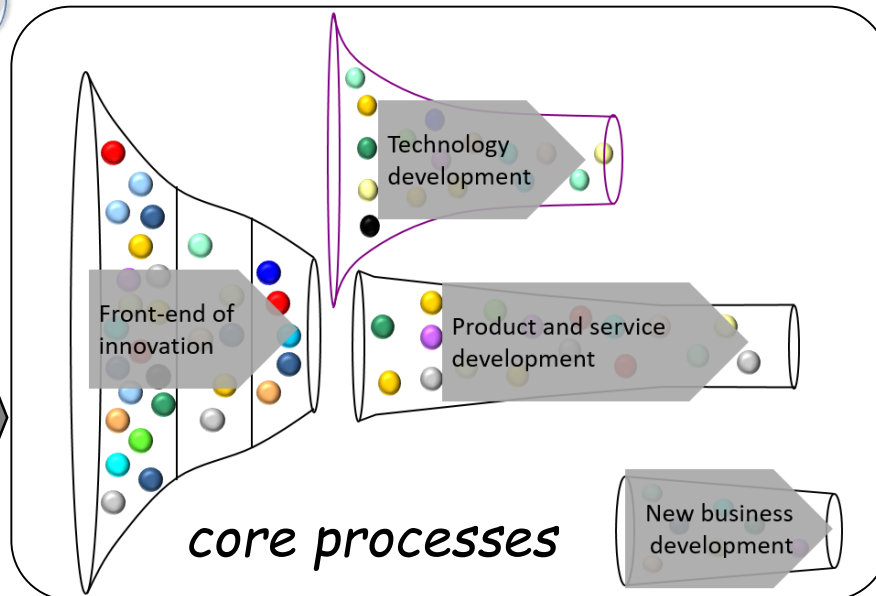 Technology
development
Front-end of
innovation
Product and service
development
New business
development
core processes